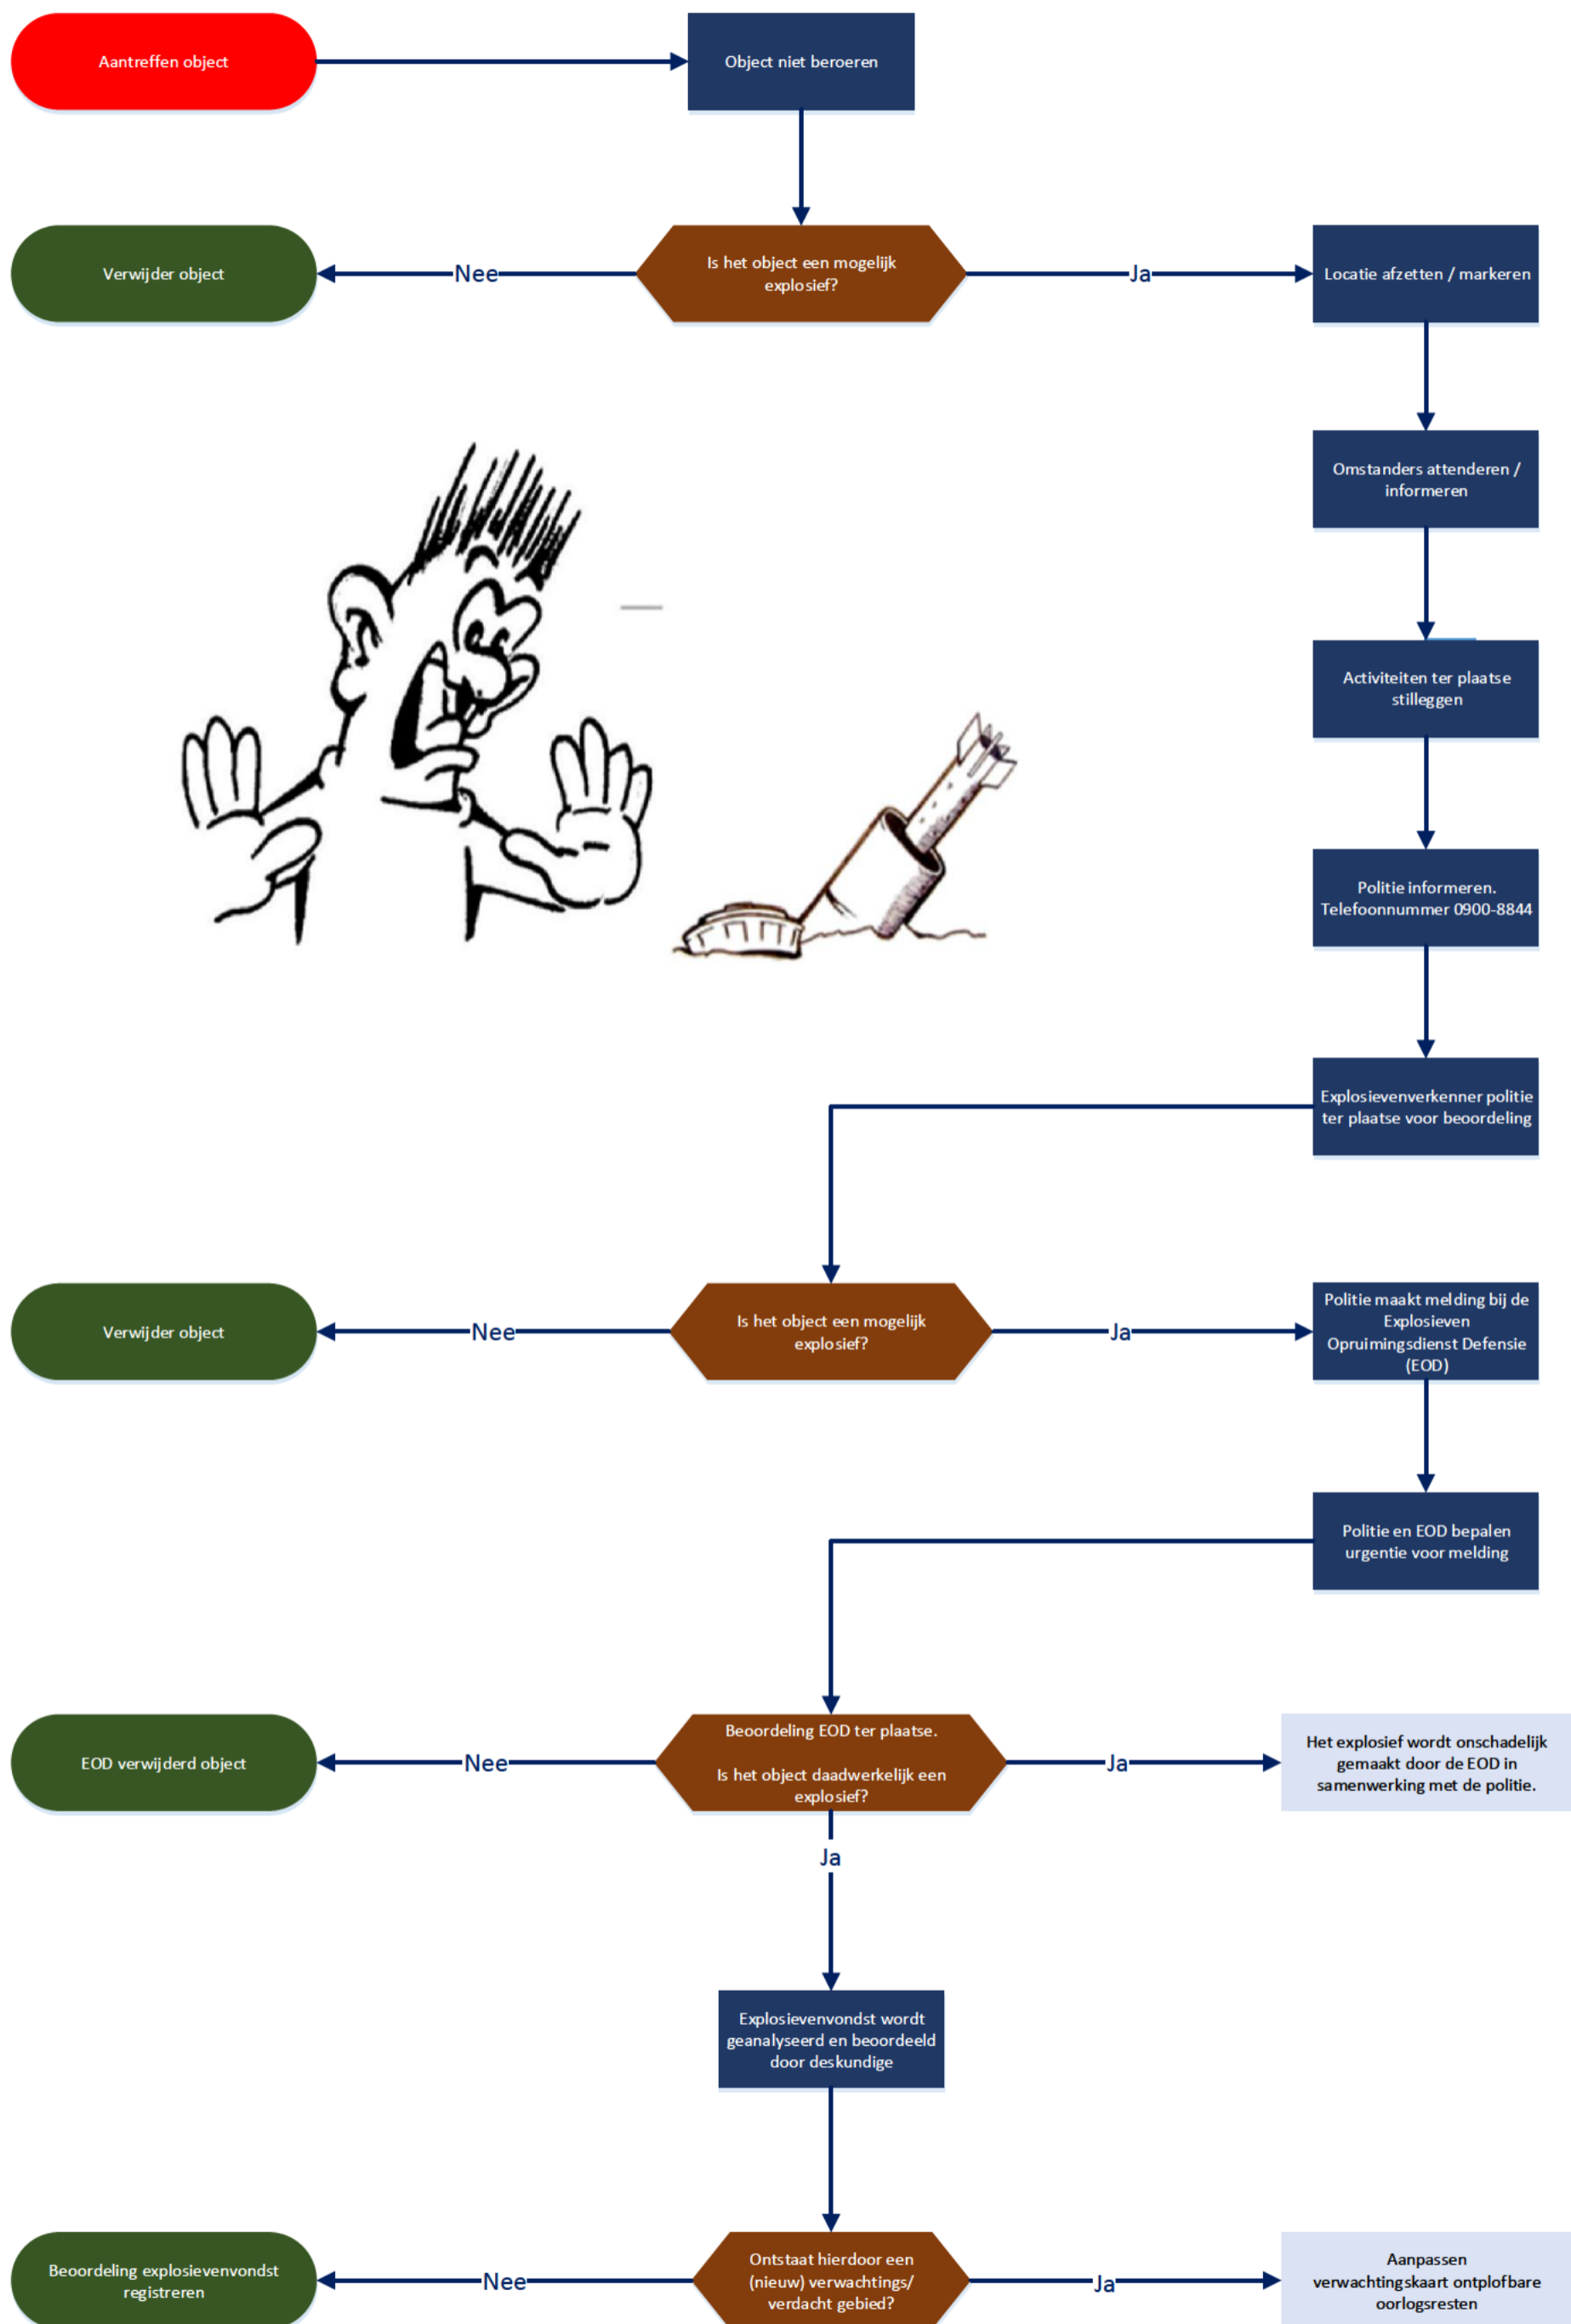 Aantreffen object
Object niet beroeren
Verwijder object
Nee
Is het object een mogelijk
explosief?
Ja
Locatie afzetten / markeren
Omstanders attenderen /
informeren
Activiteiten ter plaatse
stilleggen
Politie informeren.
Telefoonnummer 0900-8844
Explosievenverkenner politie
ter plaatse voor beoordeling
Verwijder object
Nee
Is het object een mogelijk
explosief?
Ja
Politie maakt melding bij de
Explosieven
Opruimingsdienst Defensie
(EOD)
Politie en EOD bepalen
urgentie voor melding
EOD verwijderd object
Nee
Beoordeling EOD ter plaatse.
Is het object daadwerkelijk een
explosief?
Ja
Het explosief wordt onschadelijk
gemaakt door de EOD in
samenwerking met de politie.
Ja
Explosievenvondst wordt
geanalyseerd en beoordeeld
door deskundige
Beoordeling explosievenvondst
registreren
Nee
Ontstaat hierdoor een
(nieuw) verwachtings/
verdacht gebied?
Ja
Aanpassen
verwachtingskaart ontplofbare
oorlogsresten